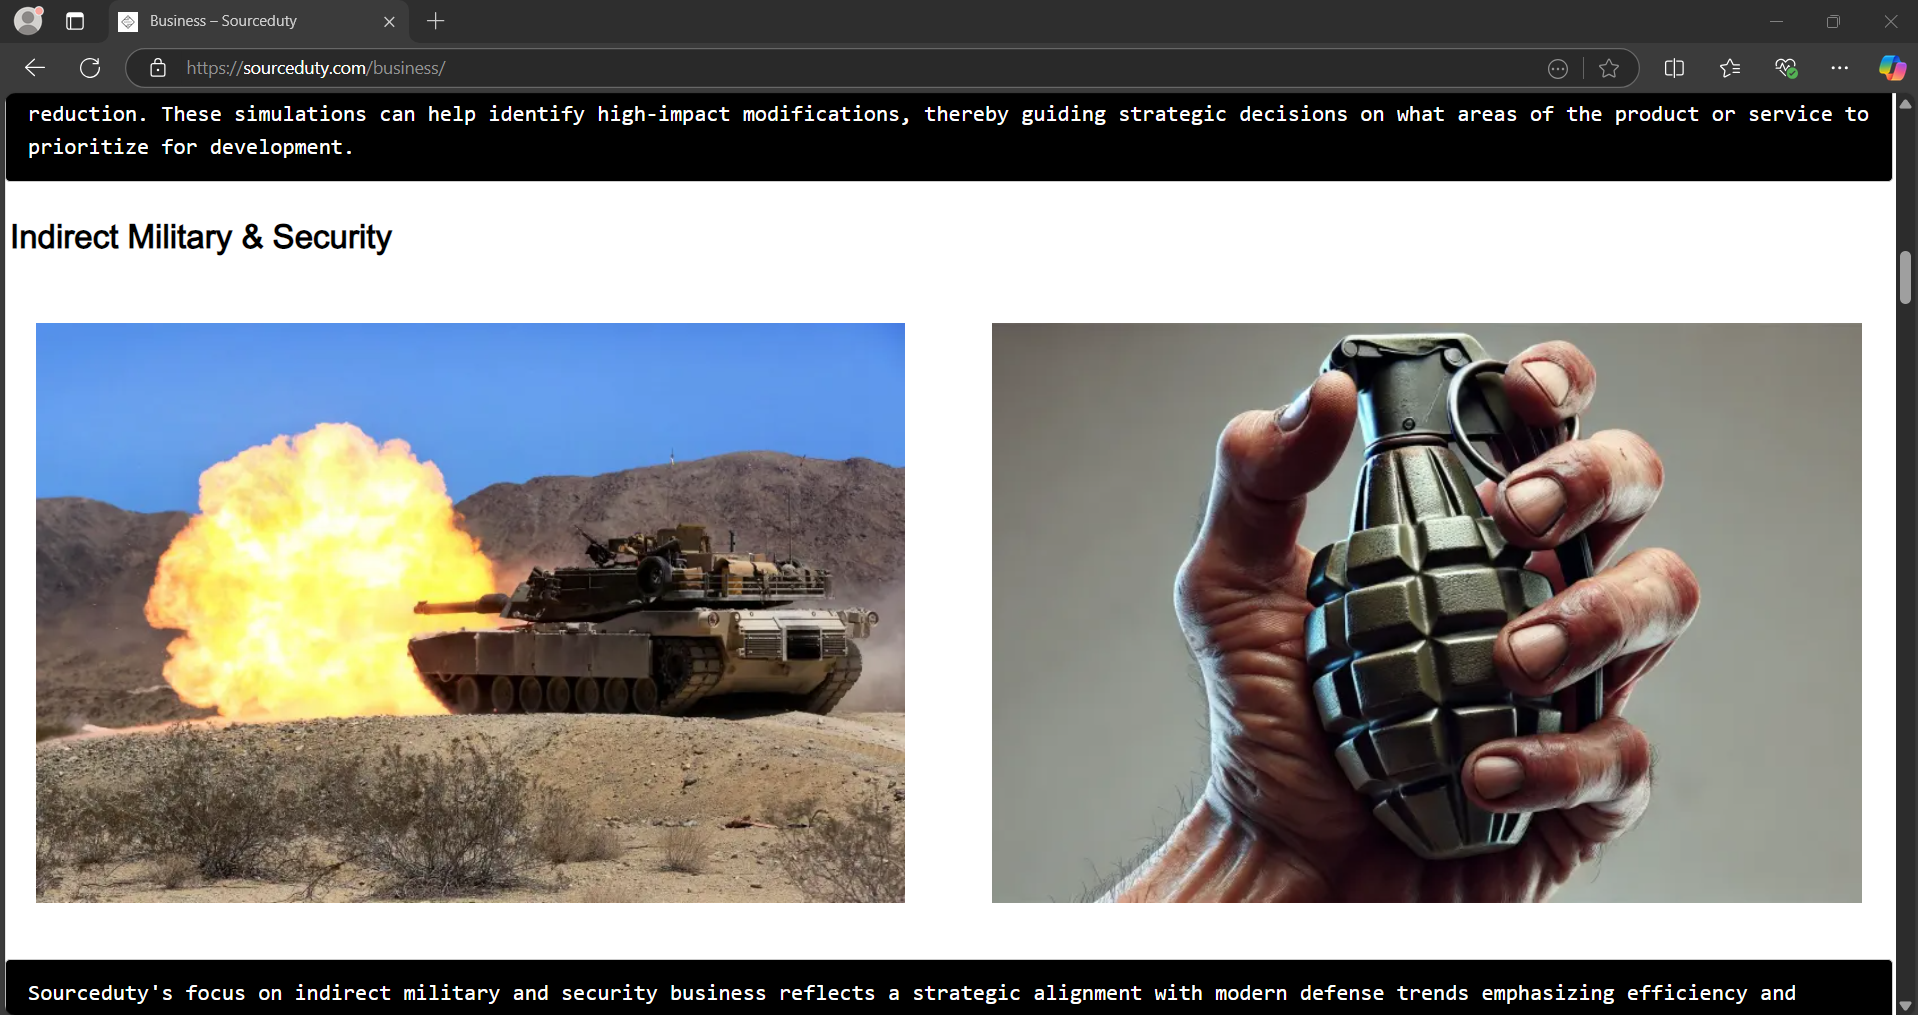 Business – Sourceduty
https://sourceduty.com/business/
reduction. These simulations can help identify high-impact modifications, thereby guiding strategic decisions on what areas of the product or service to
prioritize for development.
Indirect Military & Security
Sourceduty's focus on indirect military and security business reflects a strategic alignment with modern defense trends emphasizing efficiency and